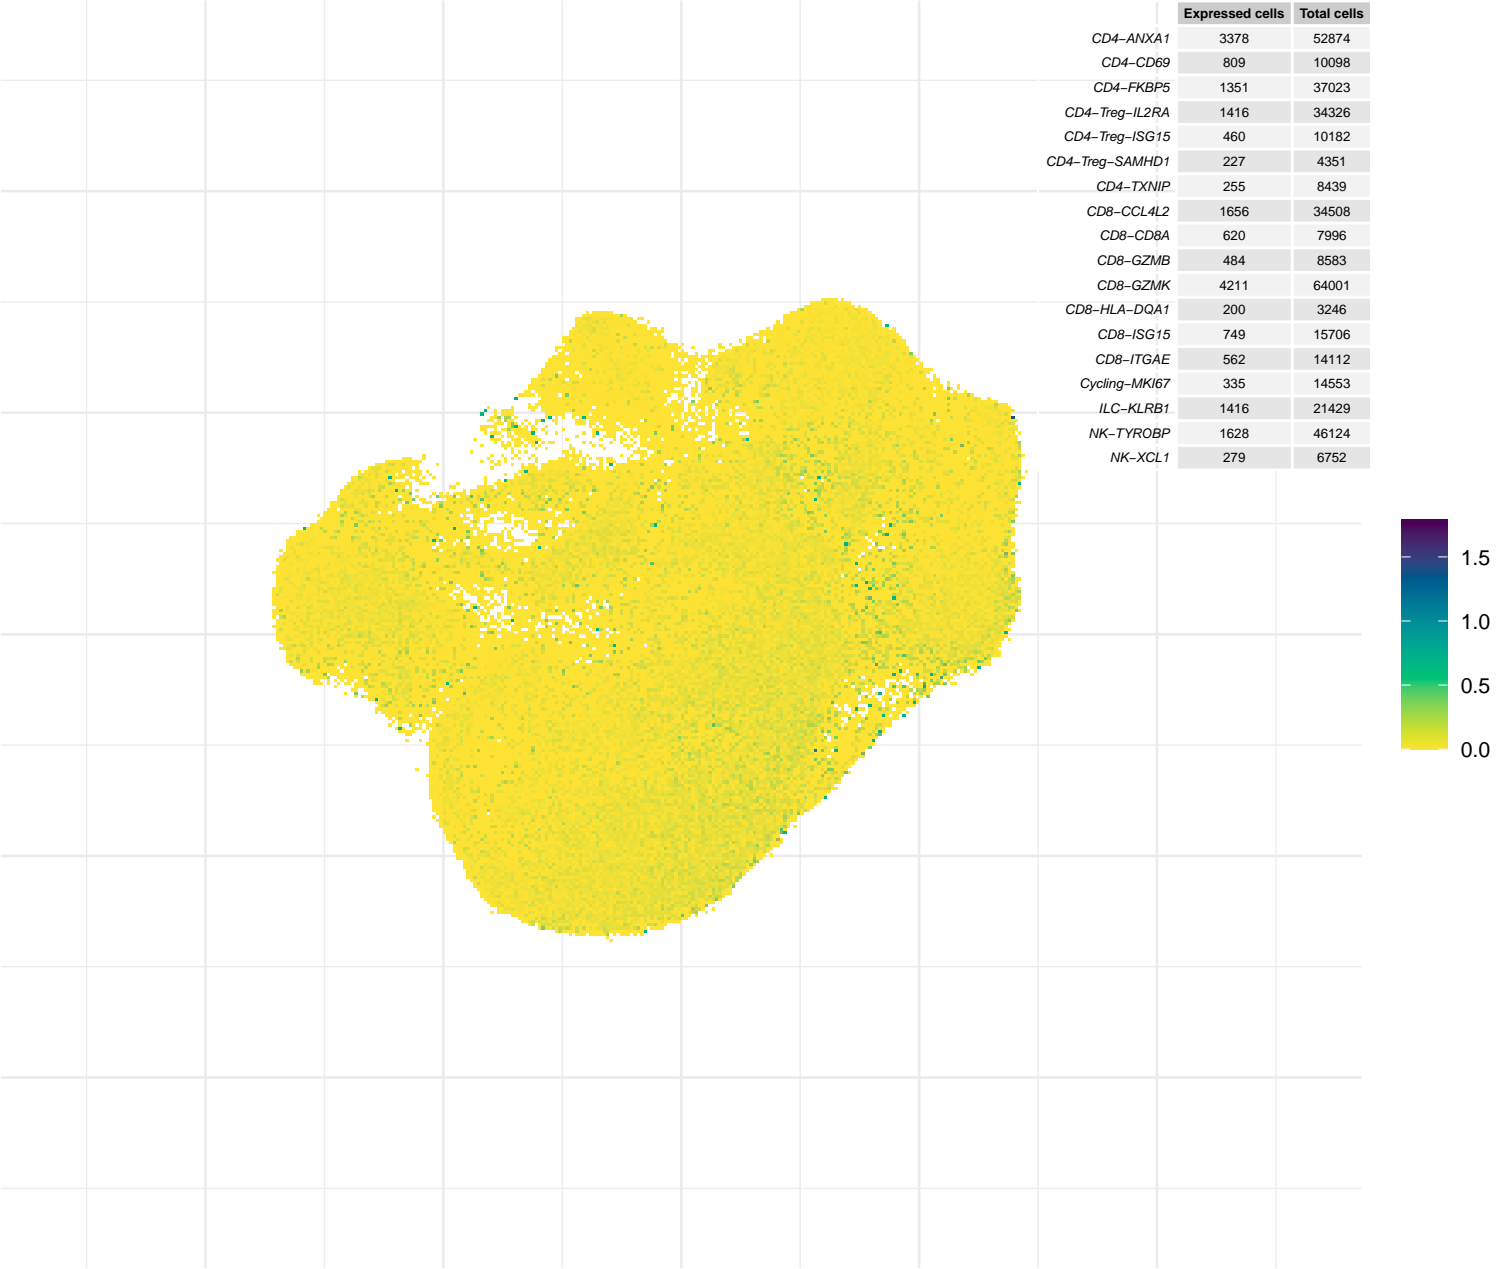 Expressed cells Total cells
CD4−ANXA1 3378 52874
CD4−CD69 809 10098
CD4−FKBP5 1351 37023
CD4−Treg−IL2RA 1416 34326
CD4−Treg−ISG15 460 10182
CD4−Treg−SAMHD1 227 4351
CD4−TXNIP 255 8439
CD8−CCL4L2 1656 34508
CD8−CD8A 620 7996
CD8−GZMB 484 8583
CD8−GZMK 4211 64001
CD8−HLA−DQA1 200 3246
CD8−ISG15 749 15706
CD8−ITGAE 562 14112
Cycling−MKI67 335 14553
ILC−KLRB1 1416 21429
NK−TYROBP 1628 46124
NK−XCL1 279 6752
1.5
1.0
0.5
0.0